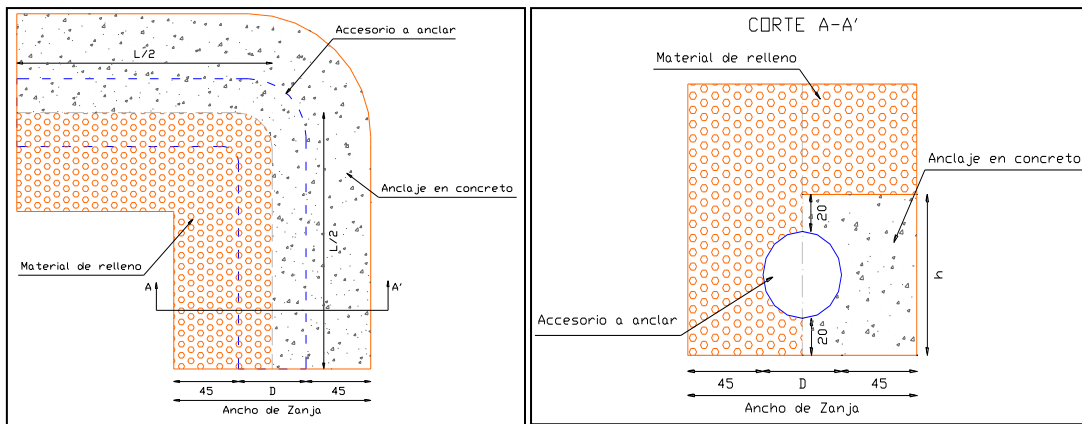 Accesorio a anclar
L/2
Anclaje en concreto
L/2
Material de relleno
A
A'
45
D
45
Ancho de Zanja
CORTE A-A'
Material de relleno
Anclaje en concreto
20
h
Accesorio a anclar
20
45
D
45
Ancho de Zanja